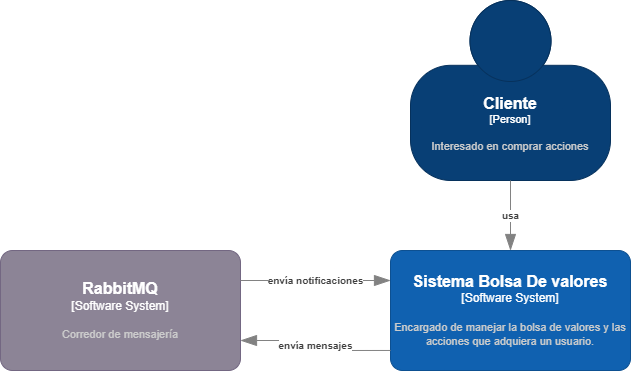 Cliente
[Person]
Interesado en comprar acciones
usa
RabbitMQ
[Software System]
Corredor de mensajería
envía notificaciones
envía mensajes
Sistema Bolsa De valores
[Software System]
Encargado de manejar la bolsa de valores y las
acciones que adquiera un usuario.